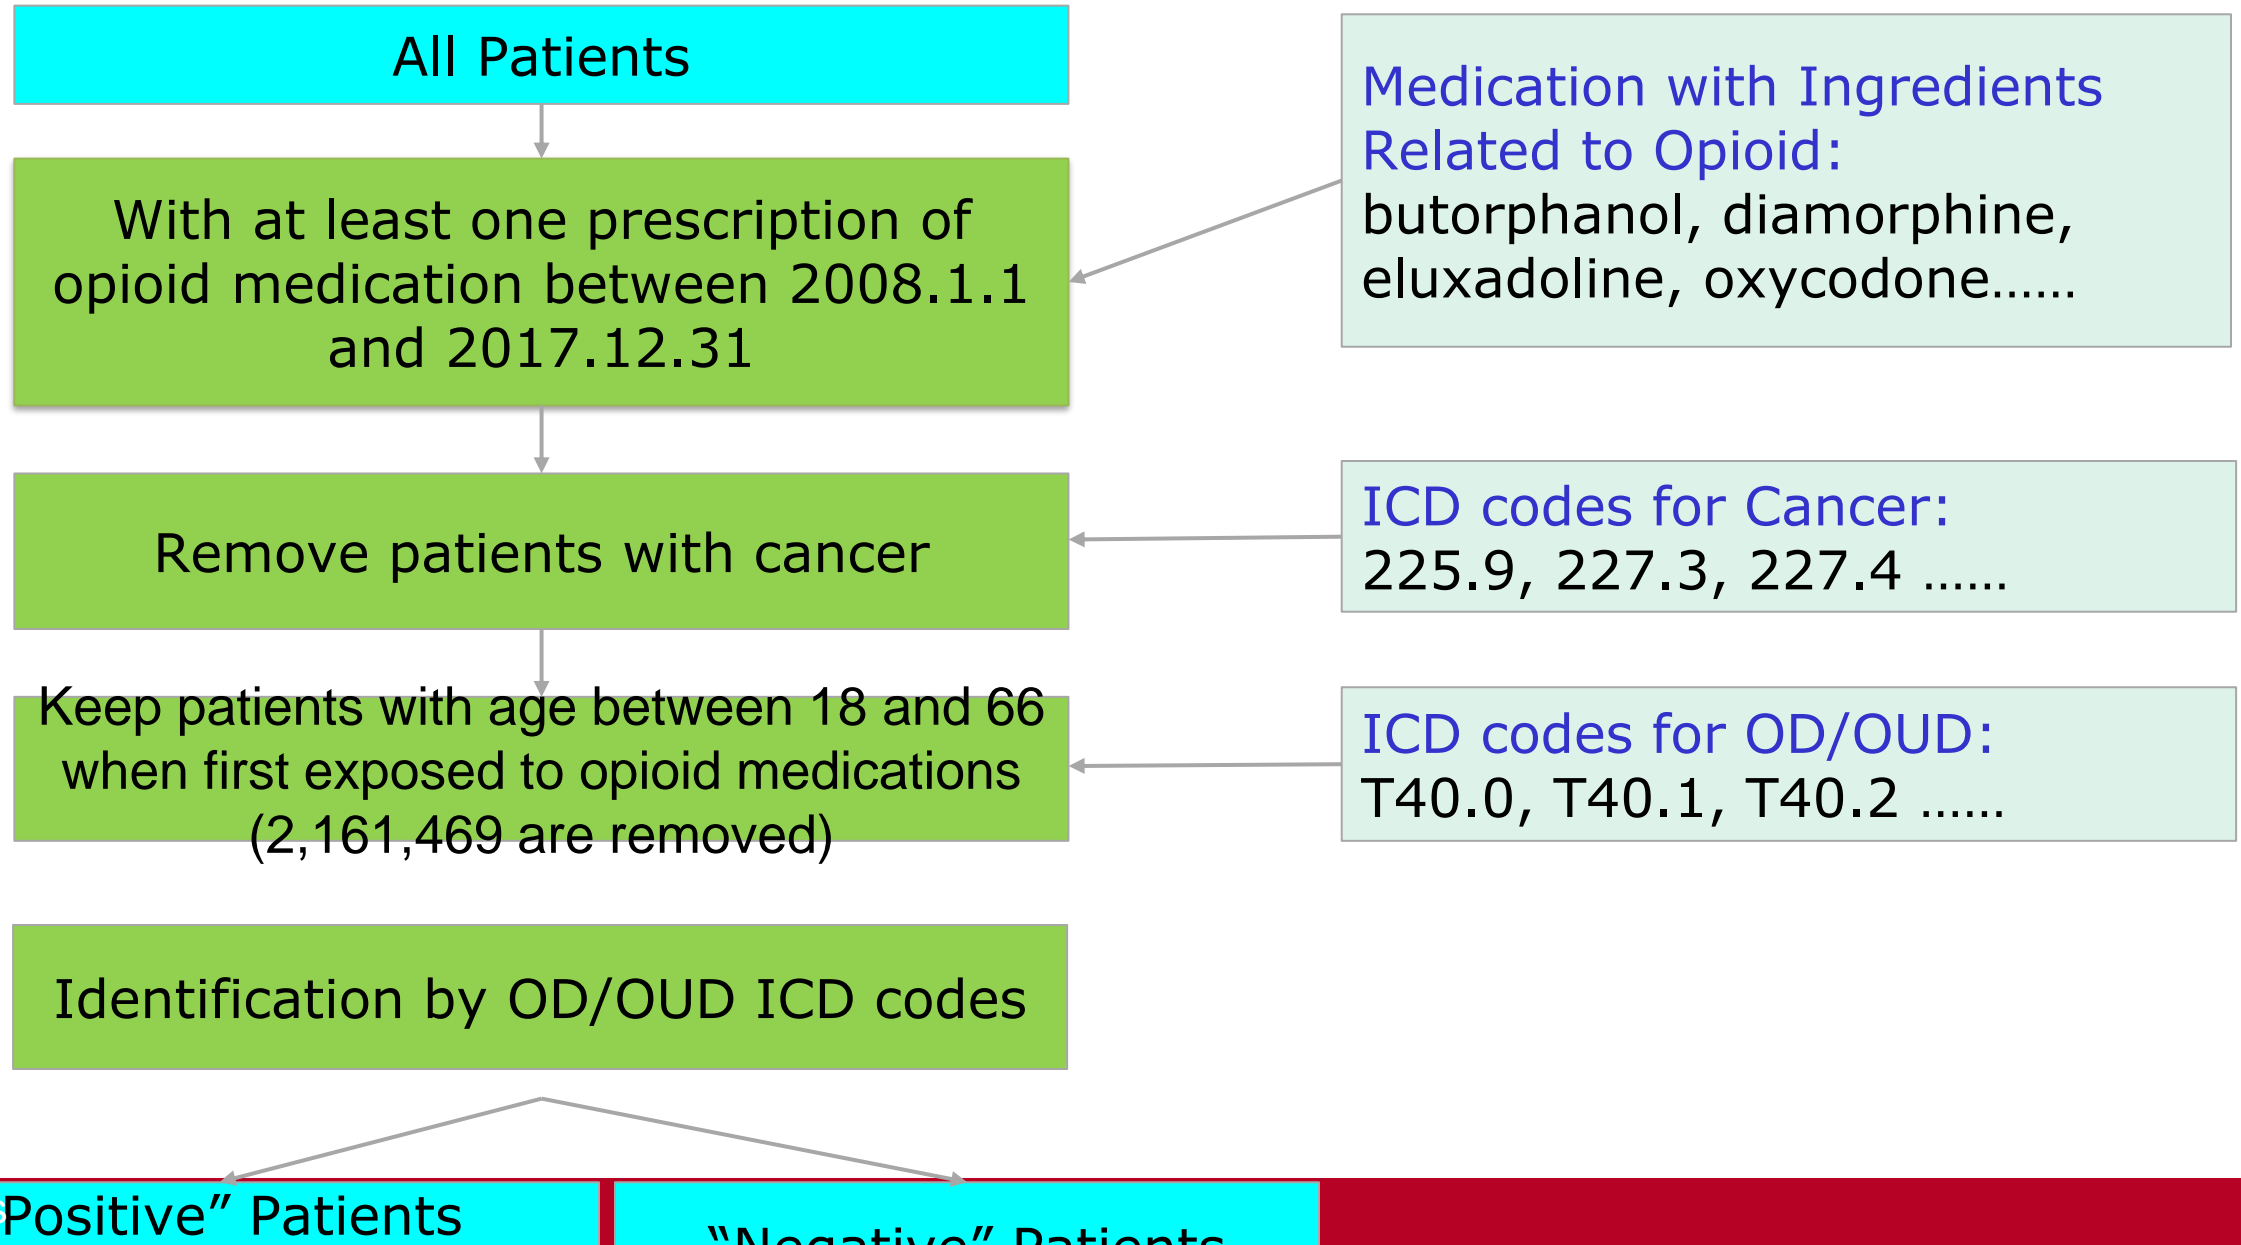 All Patients
With at least one prescription of
opioid medication between 2008.1.1
and 2017.12.31
Medication with Ingredients
Related to Opioid:
butorphanol, diamorphine,
eluxadoline, oxycodone......
Remove patients with cancer
ICD codes for Cancer:
225.9, 227.3, 227.4 ......
Keep patients with age between 18 and 66
when first exposed to opioid medications
(2,161,469 are removed)
ICD codes for OD/OUD:
T40.0, T40.1, T40.2 ......
Identification by OD/OUD ICD codes
Positive” Patients
“Negative” Patients